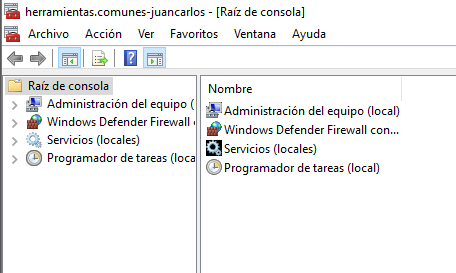 herramientas.comunes-juancarlos - [Raíz de consola]
Archivo Acción Ver Favoritos Ventana Ayuda
Raíz de consola
Administración del equipo (
Windows Defender Firewall c
Servicios (locales)
Programador de tareas (loca
Nombre
Administración del equipo (local)
Windows Defender Firewall con...
Servicios (locales)
Programador de tareas (local)